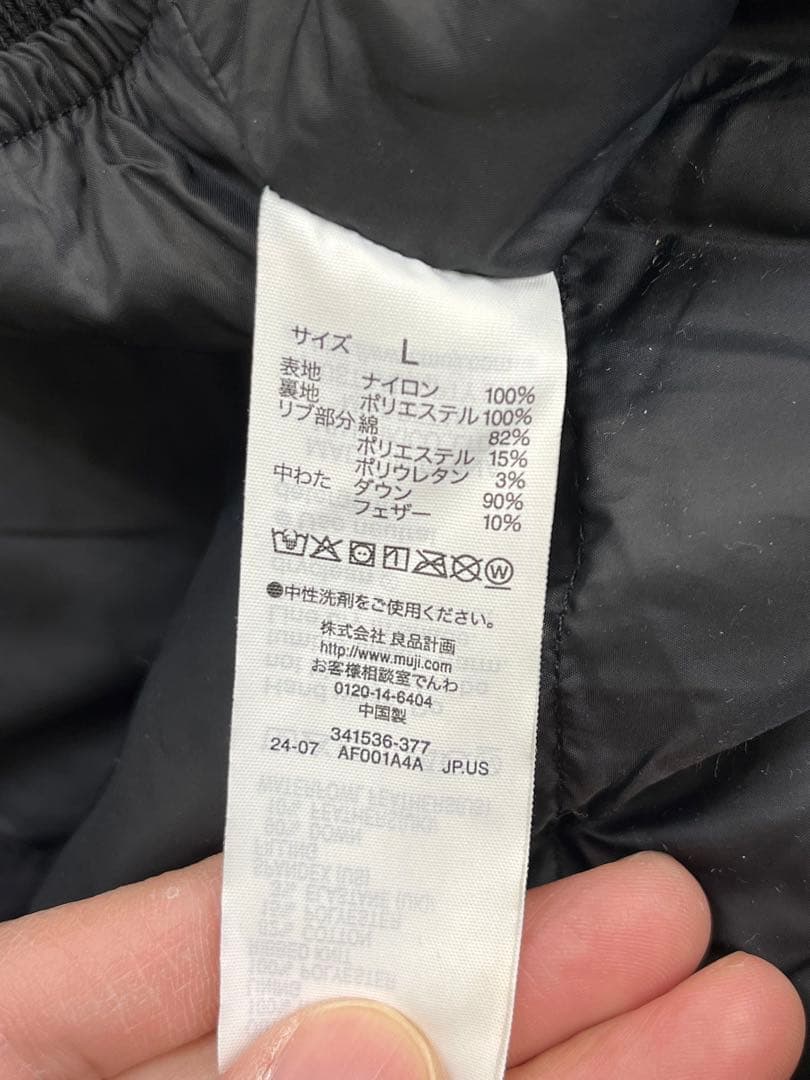 サイズ L
表地 ナイロン 100%
裏地 ポリエステル 100%
リブ部分 綿 82%
ポリエステル 15%
ポリウレタン 3%
中わた ダウン 90%
フェザー 10%
W
●中性洗剤をご使用ください。
株式会社 良品計画
http://www.muji.com
お客様相談室でんわ
0120-14-6404
中国製
341536-377
24-07 AF001A4A JP.US